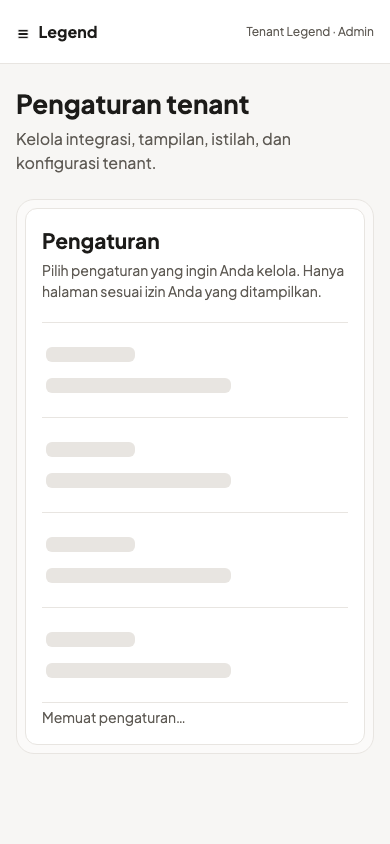 Legend
Tenant Legend · Admin
Pengaturan tenant
Kelola integrasi, tampilan, istilah, dan
konfigurasi tenant.
Pengaturan
Pilih pengaturan yang ingin Anda kelola. Hanya
halaman sesuai izin Anda yang ditampilkan.
Memuat pengaturan…